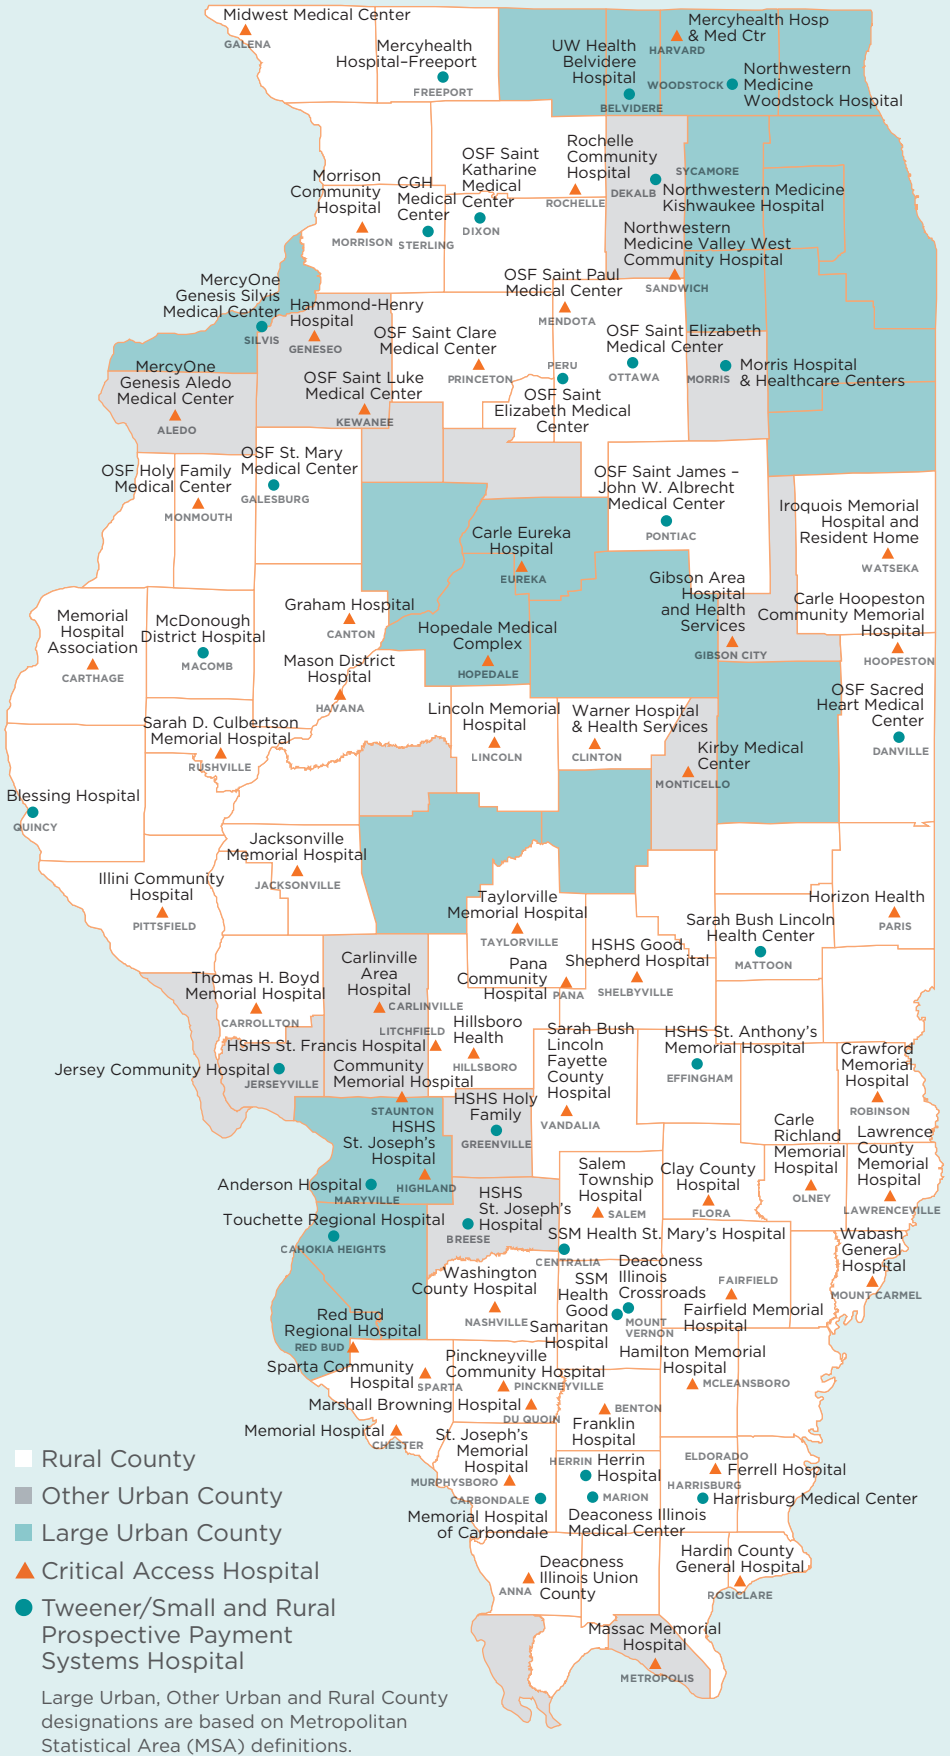 Midwest Medical Center
GALENA
Mercyhealth
Hospital–Freeport
FREEPORT
UW Health
Belvidere
Hospital
BELVIDERE
Mercyhealth Hosp
& Med Ctr
HARVARD
WOODSTOCK
Northwestern
Medicine
Woodstock Hospital
Morrison
Community
Hospital
MORRISON
CGH
Medical
Center
STERLING
OSF Saint
Katharine
Medical
Center
DIXON
Rochelle
Community
Hospital
ROCHELLE
SYCAMORE
DEKALB
Northwestern Medicine
Kishwaukee Hospital
Northwestern
Medicine Valley West
Community Hospital
SANDWICH
MercyOne
Genesis Silvis
Medical Center
SILVIS
Hammond-Henry
Hospital
GENESEO
OSF Saint Paul
Medical Center
MENDOTA
OSF Saint Clare
Medical Center
PRINCETON
OSF Saint Elizabeth
Medical Center
OTTAWA
PERU
OSF Saint
Elizabeth Medical
Center
Morris Hospital
& Healthcare Centers
MORRIS
MercyOne
Genesis Aledo
Medical Center
ALEDO
OSF Saint Luke
Medical Center
KEWANEE
OSF Holy Family
Medical Center
MONMOUTH
OSF St. Mary
Medical Center
GALESBURG
OSF Saint James –
John W. Albrecht
Medical Center
PONTIAC
Iroquois Memorial
Hospital and
Resident Home
WATSEKA
Carle Eureka
Hospital
EUREKA
Gibson Area
Hospital
and Health
Services
GIBSON CITY
Carle Hoopeston
Community Memorial
Hospital
HOOPESTON
Memorial
Hospital
Association
CARTHAGE
McDonough
District Hospital
MACOMB
Graham Hospital
CANTON
Mason District
Hospital
HAVANA
Hopedale Medical
Complex
HOPEDALE
OSF Sacred
Heart Medical
Center
DANVILLE
Sarah D. Culbertson
Memorial Hospital
RUSHVILLE
Lincoln Memorial
Hospital
LINCOLN
Warner Hospital
& Health Services
CLINTON
Kirby Medical
Center
MONTICELLO
Blessing Hospital
QUINCY
Jacksonville
Memorial Hospital
JACKSONVILLE
Illini Community
Hospital
PITTSFIELD
Taylorville
Memorial Hospital
TAYLORVILLE
Horizon Health
PARIS
Sarah Bush Lincoln
Health Center
MATTOON
HSHS Good
Shepherd Hospital
SHELBYVILLE
Pana
Community
Hospital
PANA
Thomas H. Boyd
Memorial Hospital
CARROLLTON
Carlinville
Area
Hospital
CARLINVILLE
LITCHFIELD
HSHS St. Francis Hospital
Hillsboro
Health
HILLSBORO
Sarah Bush
Lincoln
Fayette
County
Hospital
VANDALIA
HSHS St. Anthony's
Memorial Hospital
EFFINGHAM
Crawford
Memorial
Hospital
ROBINSON
Jersey Community Hospital
JERSEYVILLE
Community
Memorial Hospital
STAUNTON
HSHS Holy
Family
GREENVILLE
HSHS
St. Joseph's
Hospital
HIGHLAND
Carle
Richland
Memorial
Hospital
OLNEY
Lawrence
County
Memorial
Hospital
LAWRENCEVILLE
Anderson Hospital
MARYVILLE
Salem
Township
Hospital
SALEM
Clay County
Hospital
FLORA
Touchette Regional Hospital
CAHOKIA HEIGHTS
HSHS
St. Joseph's
Hospital
BREESE
SSM Health St. Mary's Hospital
CENTRALIA
Wabash
General
Hospital
MOUNT CARMEL
Washington
County Hospital
NASHVILLE
SSM
Health
Good
Samaritan
Hospital
Deaconess
Illinois
Crossroads
MOUNT
VERNON
FAIRFIELD
Fairfield Memorial
Hospital
Red Bud
Regional Hospital
RED BUD
Hamilton Memorial
Hospital
MCLEANSBORO
Sparta Community
Hospital
SPARTA
Pinckneyville
Community Hospital
PINCKNEYVILLE
Marshall Browning Hospital
DU QUOIN
BENTON
Franklin
Hospital
Memorial Hospital
CHESTER
St. Joseph's
Memorial
Hospital
MURPHYSBORO
HERRIN
Herrin
Hospital
ELDORADO
Ferrell Hospital
HARRISBURG
Harrisburg Medical Center
CARBONDALE
Memorial Hospital
of Carbondale
MARION
Deaconess Illinois
Medical Center
Deaconess
Illinois Union
County
ANNA
Hardin County
General Hospital
ROSICLARE
Massac Memorial
Hospital
METROPOLIS
Rural County
Other Urban County
Large Urban County
Critical Access Hospital
Tweener/Small and Rural
Prospective Payment
Systems Hospital
Large Urban, Other Urban and Rural County
designations are based on Metropolitan
Statistical Area (MSA) definitions.